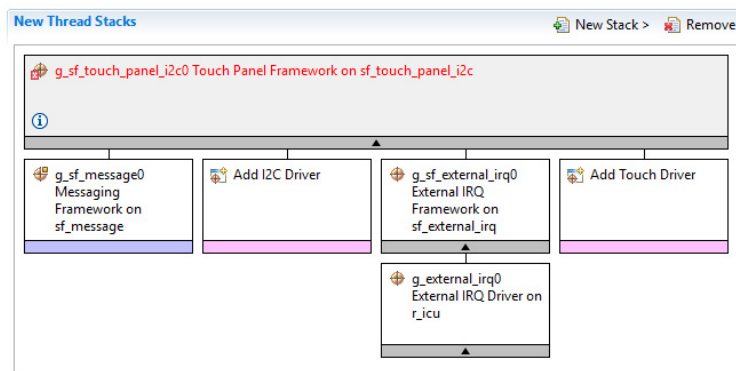 New Thread Stacks
New Stack >
Remove
g_sf_touch_panel_i2c0 Touch Panel Framework on sf_touch_panel_i2c
g_sf_message0
Messaging
Framework on
sf_message
Add I2C Driver
g_sf_external_irq0
External IRQ
Framework on
sf_external_irq
Add Touch Driver
g_external_irq0
External IRQ Driver on
r_icu